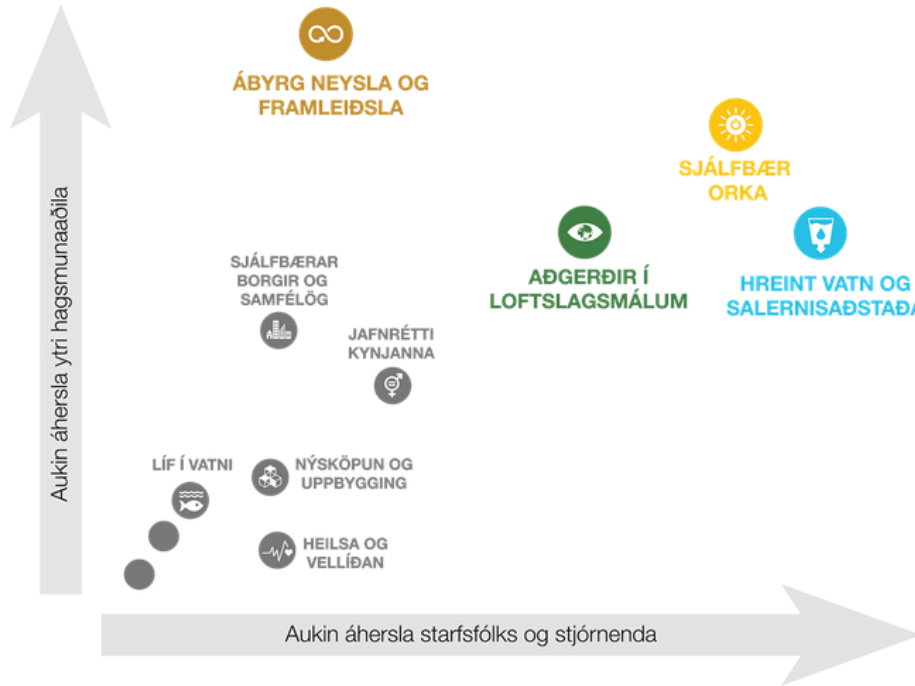 ÁBYRG NEYSLA OG
FRAMLEIÐSLA
SJÁLFBÆR
ORKA
AÐGERÐIR Í
LOFTSLAGSMÁLUM
HREINT VATN OG
SALERNISAÐSTAÐA
SJÁLFBÆRAR
BORGIR OG
SAMFÉLÖG
JAFNRÉTTI
KYNJANNA
LÍF Í VATNI
NÝSKÖPUN OG
UPPBYGGING
HEILSA OG
VELLÍÐAN
Aukin áhersla ytri hagsmunaaðila
Aukin áhersla starfsfólks og stjórnenda